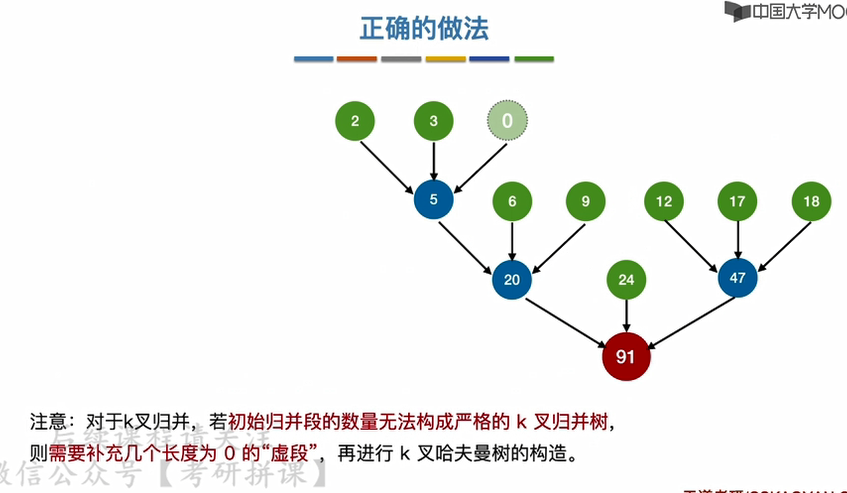 中国大学MOO
正确的做法
2 3 0
5 6 9 12 17 18
20 24 47
91
注意：对于k叉归并，若初始归并段的数量无法构成严格的 k 叉归并树，
则需要补充几个长度为 0 的“虚段”，再进行 k 叉哈夫曼树的构造。
后续课程请关注
微信公众号【考研拼课】